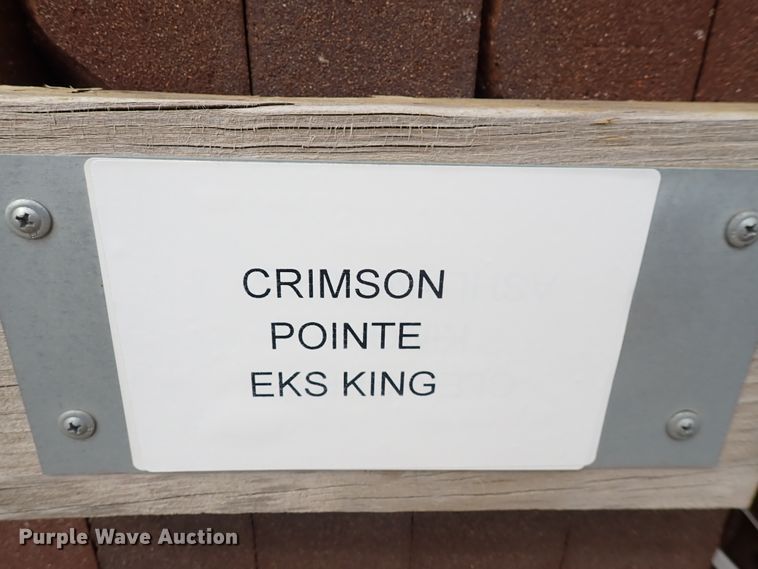 CRIMSON
POINTE
EKS KING
Purple Wave Auction